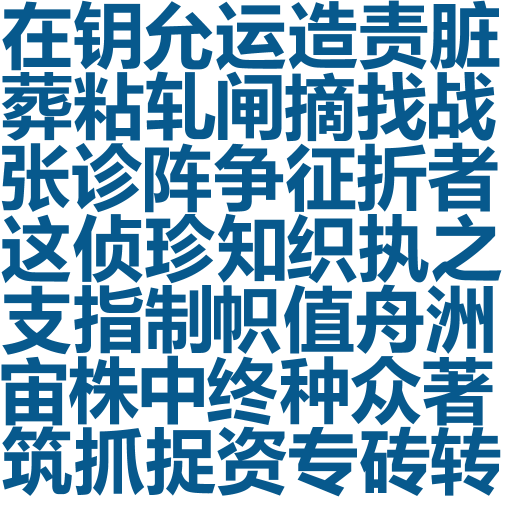 在钥允运造责脏
葬粘轧闸摘找战
张诊阵争征折者
这侦珍知织执之
支指制帜值舟洲
宙株中终种众著
筑抓捉资专砖转